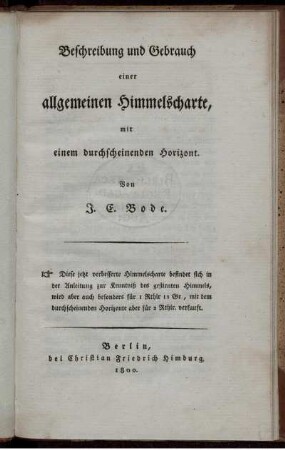 Beschreibung und Gebrauch
einer
allgemeinen Himmelscharte,
mit
einem durchscheinenden Horizont.
Von
J. E. Bode.
☞ Diese jetzt verbesserte Himmelscharte befindet sich in
der Anleitung zur Kenntniß des gestirnten Himmels,
wird aber auch besonders für 1 Rthlr 12 Gr, mit dem
durchscheinenden Horizonte aber für 2 Rthlr. verkauft.
Berlin,
bei Christian Friedrich Himburg,
1800.